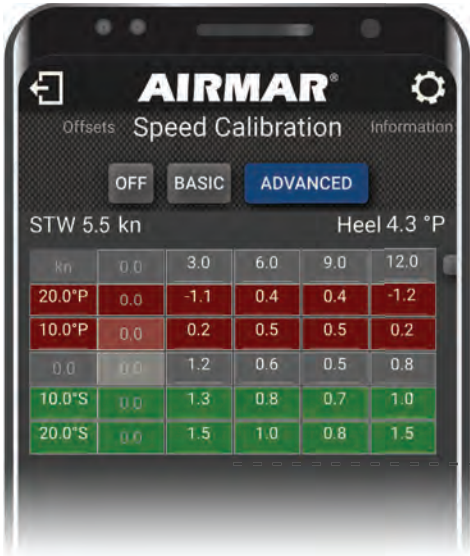 AIRMAR®
Offsets Speed Calibration Information
OFF BASIC ADVANCED
STW 5.5 kn Heel 4.3 °P
kn 0.0 3.0 6.0 9.0 12.0
20.0°P 0.0 -1.1 0.4 0.4 -1.2
10.0°P 0.0 0.2 0.5 0.5 0.2
0.0 0.0 1.2 0.6 0.5 0.8
10.0°S 0.0 1.3 0.8 0.7 1.0
20.0°S 0.0 1.5 1.0 0.8 1.5